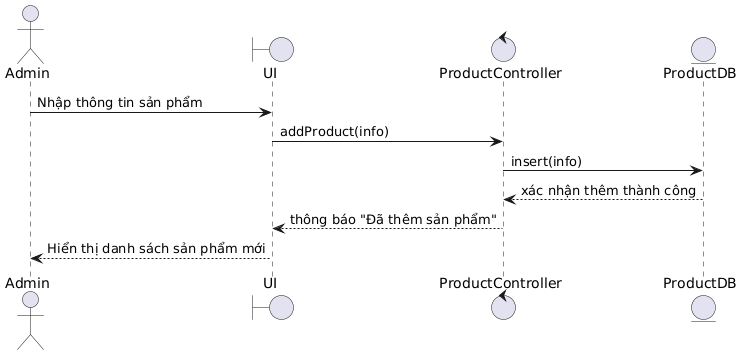 Admin UI ProductController ProductDB
Nhập thông tin sản phẩm
addProduct(info)
insert(info)
xác nhận thêm thành công
thông báo "Đã thêm sản phẩm"
Hiển thị danh sách sản phẩm mới
Admin UI ProductController ProductDB